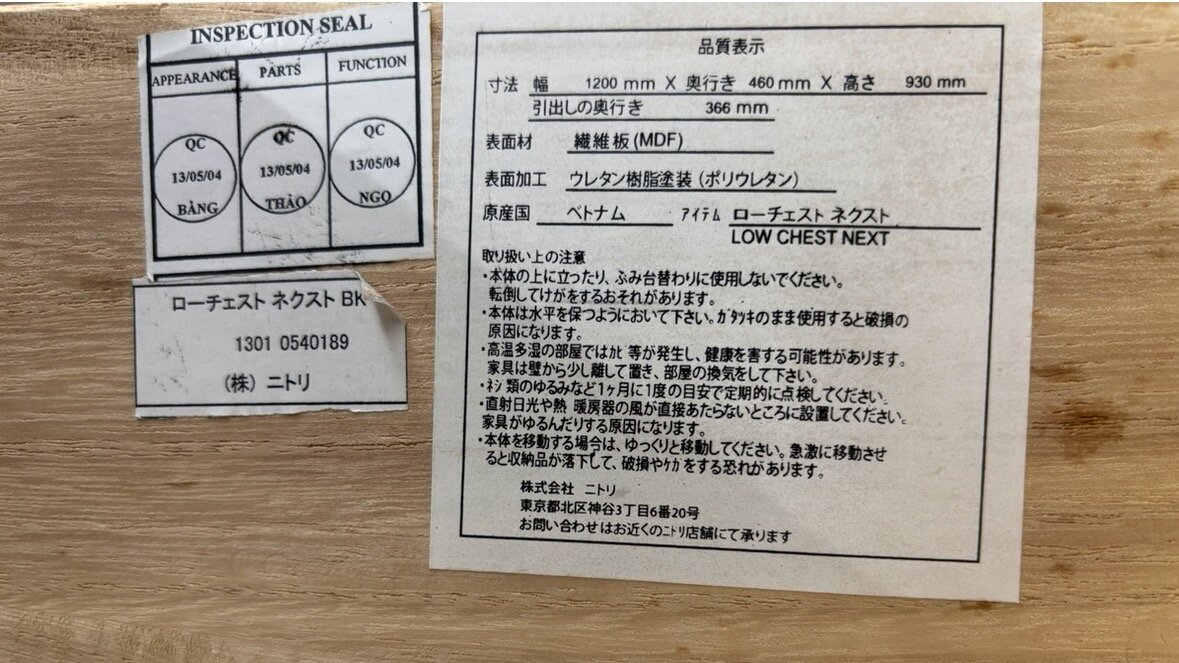 INSPECTION SEAL
APPEARANCE PARTS FUNCTION
QC QC QC
13/05/04 13/05/04 13/05/04
BÀNG THẢO NGỌ
ローチェスト ネクスト BK
1301 0540189
（株）ニトリ
品質表示
寸法 幅 1200 mm X 奥行き 460 mm X 高さ 930 mm
引出しの奥行き 366 mm
表面材 繊維板(MDF)
表面加工 ウレタン樹脂塗装（ポリウレタン）
原産国 ベトナム アイテム ローチェスト ネクスト
LOW CHEST NEXT
取り扱い上の注意
・本体の上に立ったり、ふみ台替わりに使用しないでください。
転倒してけがをするおそれがあります。
・本体は水平を保つようにおいて下さい。ｶﾞﾀﾂｷのまま使用すると破損の
原因になります。
・高温多湿の部屋ではｶﾋﾞ等が発生し、健康を害する可能性があります。
家具は壁から少し離して置き、部屋の換気をして下さい。
・ﾈｼﾞ類のゆるみなど1ヶ月に1度の目安で定期的に点検してください。
・直射日光や熱 暖房器の風が直接あたらないところに設置してください。
家具がゆるんだりする原因になります。
・本体を移動する場合は、ゆっくりと移動してください。急激に移動させ
ると収納品が落下して、破損やｹｶﾞをする恐れがあります。
株式会社 ニトリ
東京都北区神谷3丁目6番20号
お問い合わせはお近くのﾆﾄﾘ店舗にて承ります